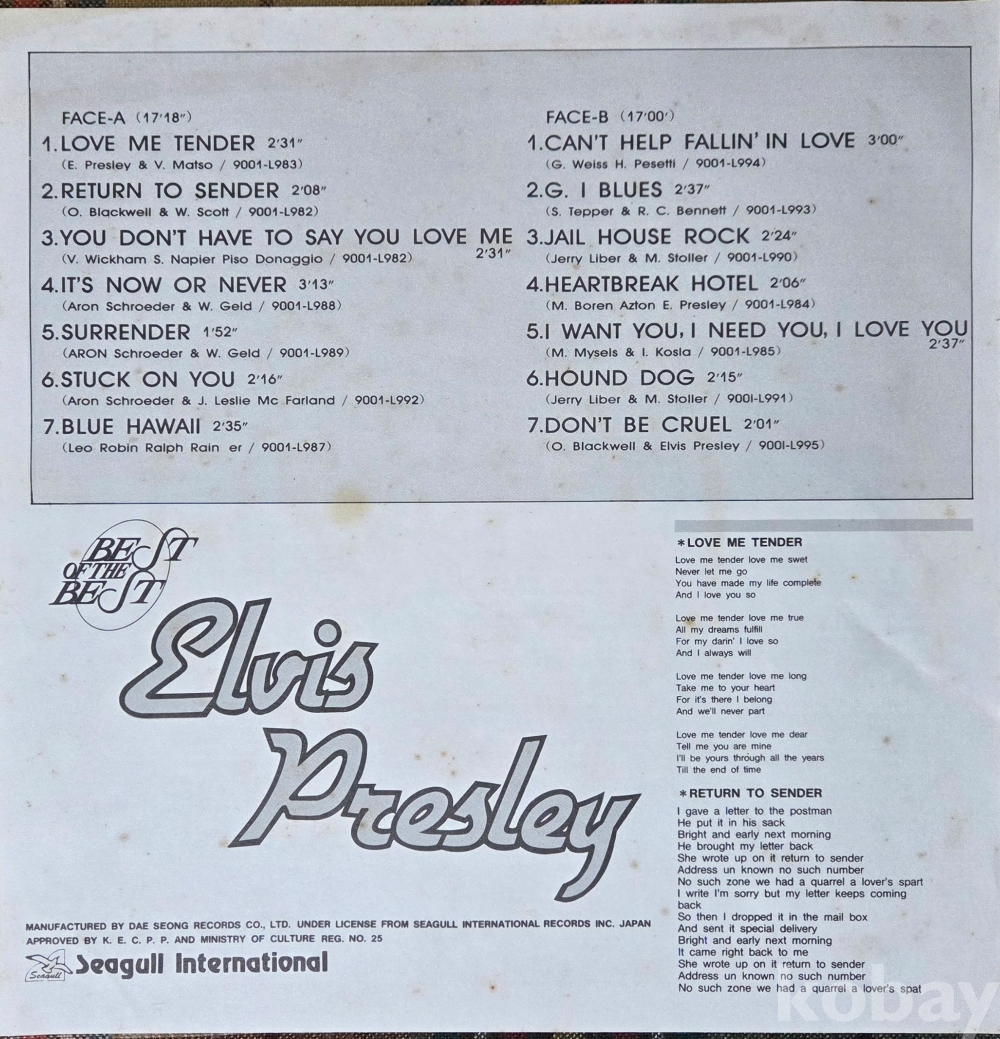 FACE-A (17'18")
1.LOVE ME TENDER 2'31"
(E. Presley & V. Matso / 9001-L983)
2.RETURN TO SENDER 2'08"
(O. Blackwell & W. Scott / 9001-L982)
3.YOU DON'T HAVE TO SAY YOU LOVE ME
2'31"
(V. Wickham S. Napier Piso Donaggio / 9001-L982)
4.IT'S NOW OR NEVER 3'13"
(Aron Schroeder & W. Geld / 9001-L988)
5.SURRENDER 1'52"
(ARON Schroeder & W. Geld / 9001-L989)
6.STUCK ON YOU 2'16"
(Aron Schroeder & J. Leslie Mc Farland / 9001-L992)
7.BLUE HAWAII 2'35"
(Leo Robin Ralph Rain er / 9001-L987)
FACE-B (17'00')
1.CAN'T HELP FALLIN' IN LOVE 3'00"
(G. Weiss H. Pesetti / 9001-L994)
2.G. I BLUES 2'37"
(S. Tepper & R. C. Bennett / 9001-L993)
3.JAIL HOUSE ROCK 2'24"
(Jerry Liber & M. Stoller / 9001-L990)
4.HEARTBREAK HOTEL 2'06"
(M. Boren Azton E. Presley / 9001-L984)
5.I WANT YOU, I NEED YOU, I LOVE YOU
2'37"
(M. Mysels & I. Kosla / 9001-L985)
6.HOUND DOG 2'15"
(Jerry Liber & M. Stoller / 900I-L991)
7.DON'T BE CRUEL 2'01"
(O. Blackwell & Elvis Presley / 900I-L995)
BEST
OF THE
BEST
Elvis
Presley
MANUFACTURED BY DAE SEONG RECORDS CO., LTD. UNDER LICENSE FROM SEAGULL INTERNATIONAL RECORDS INC. JAPAN
APPROVED BY K. E. C. P. P. AND MINISTRY OF CULTURE REG. NO. 25
Seagull Seagull International
*LOVE ME TENDER
Love me tender love me swet
Never let me go
You have made my life complete
And I love you so
Love me tender love me true
All my dreams fulfill
For my darin' I love so
And I always will
Love me tender love me long
Take me to your heart
For it's there I belong
And we'll never part
Love me tender love me dear
Tell me you are mine
I'll be yours through all the years
Till the end of time
*RETURN TO SENDER
I gave a letter to the postman
He put it in his sack
Bright and early next morning
He brought my letter back
She wrote up on it return to sender
Address un known no such number
No such zone we had a quarrel a lover's spart
I write I'm sorry but my letter keeps coming
back
So then I dropped it in the mail box
And sent it special delivery
Bright and early next morning
It came right back to me
She wrote up on it return to sender
Address un known no such number
No such zone we had a quarrel a lover's spat
kobay